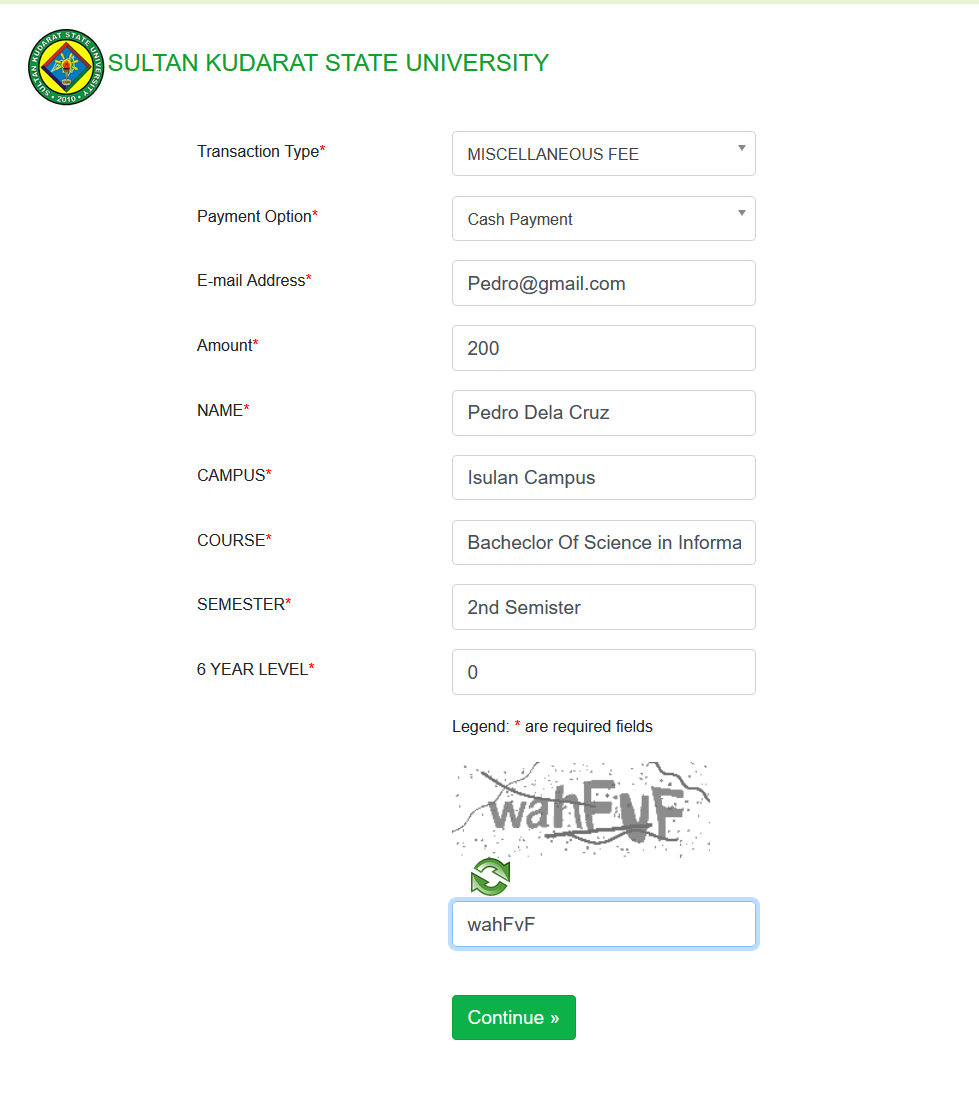 SULTAN KUDARAT STATE UNIVERSITY
SULTAN KUDARAT STATE UNIVERSITY
• 2010 •
Transaction Type* MISCELLANEOUS FEE
Payment Option* Cash Payment
E-mail Address* Pedro@gmail.com
Amount* 200
NAME* Pedro Dela Cruz
CAMPUS* Isulan Campus
COURSE* Bacheclor Of Science in Informa
SEMESTER* 2nd Semister
6 YEAR LEVEL* 0
Legend: * are required fields
wahFvF
wahFvF
Continue »